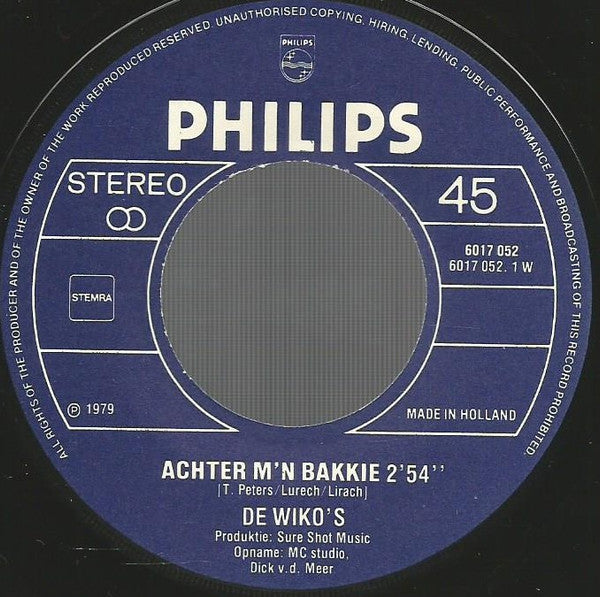 ALL RIGHTS OF THE PRODUCER AND OF THE OWNER OF THE WORK REPRODUCED RESERVED. UNAUTHORISED COPYING, HIRING, LENDING, PUBLIC PERFORMANCE AND BROADCASTING OF THIS RECORD PROHIBITED
PHILIPS
PHILIPS
STEREO
45
6017 052
6017 052. 1 W
STEMRA
℗ 1979
MADE IN HOLLAND
ACHTER M'N BAKKIE 2'54''
[T. Peters/Lurech/Lirach]
DE WIKO'S
Produktie: Sure Shot Music
Opname: MC studio,
Dick v.d. Meer